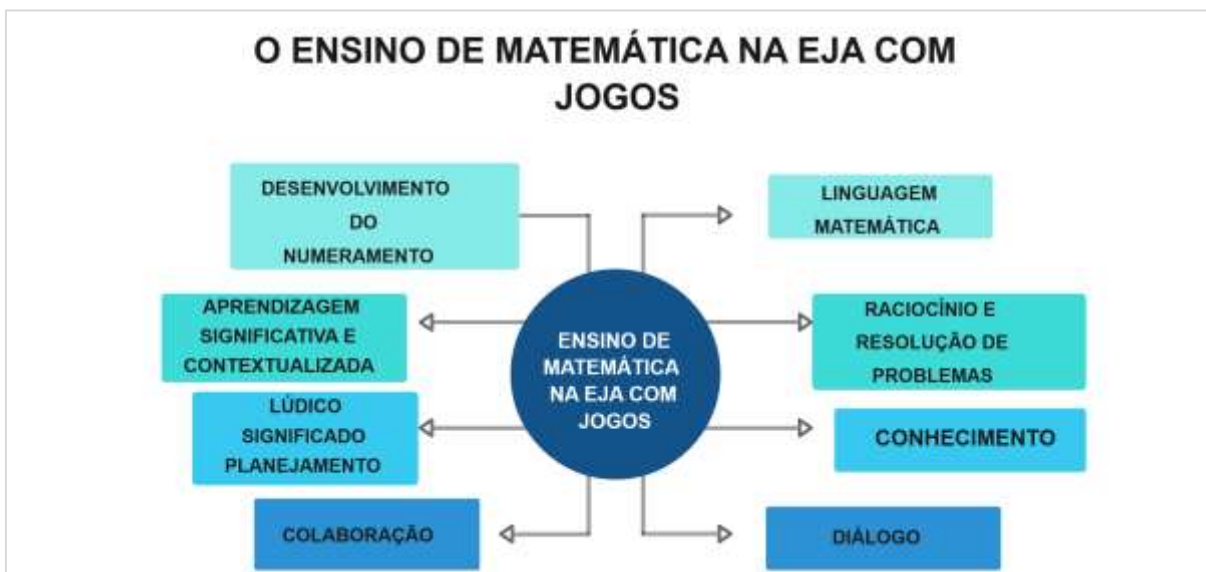 O ENSINO DE MATEMÁTICA NA EJA COM
JOGOS
DESENVOLVIMENTO
DO
NUMERAMENTO
LINGUAGEM
MATEMÁTICA
APRENDIZAGEM
SIGNIFICATIVA E
CONTEXTUALIZADA
ENSINO DE
MATEMÁTICA
NA EJA COM
JOGOS
RACIOCÍNIO E
RESOLUÇÃO DE
PROBLEMAS
LÚDICO
SIGNIFICADO
PLANEJAMENTO
CONHECIMENTO
COLABORAÇÃO
DIÁLOGO